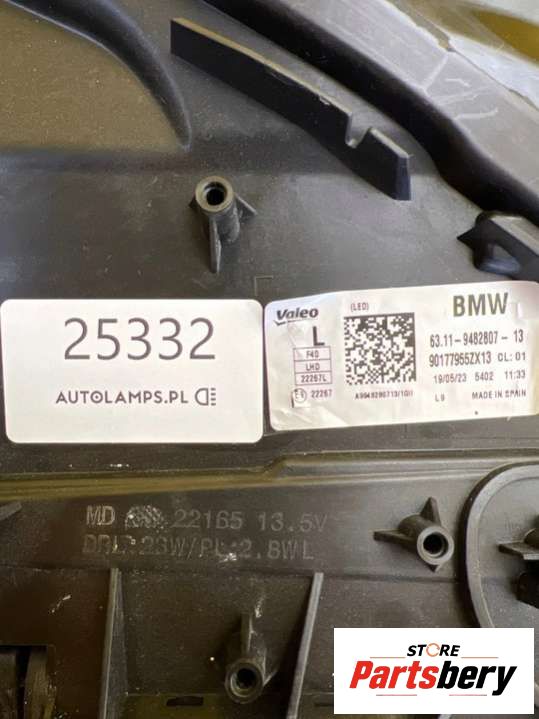 25332
AUTOLAMPS.PL
Valeo
(LED)
BMW
L
F40
LHD
22267L
22267
63.11-9482807-13
90177955ZX13 CL:01
19/05/23 5402 11:33
L9 MADE IN SPAIN
MD 22165 13.5V
STORE
Partsbery